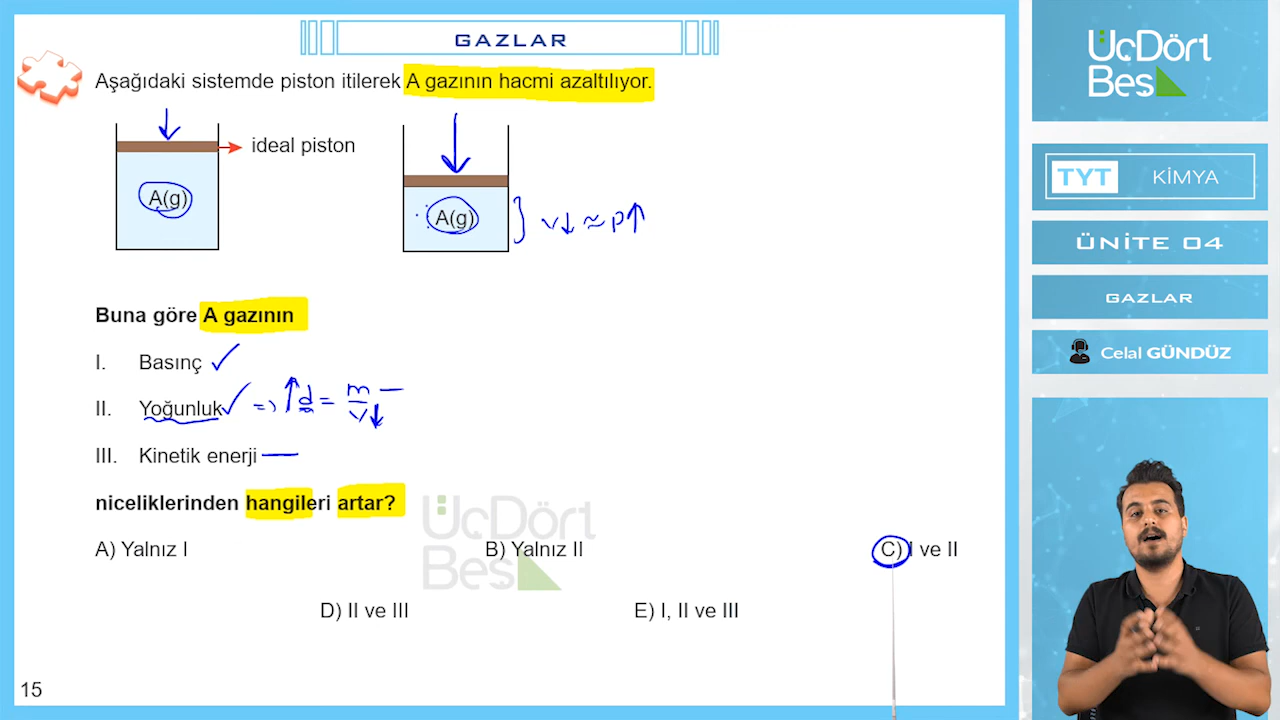 GAZLAR
Aşağıdaki sistemde piston itilerek A gazının hacmi azaltılıyor.
ideal piston
A(g)
A(g)
V↓ ≈ P↑
Buna göre A gazının
I. Basınç ✓
II. Yoğunluk ✓ => ↑d = m — / V↓
III. Kinetik enerji —
niceliklerinden hangileri artar?
A) Yalnız I
B) Yalnız II
C) I ve II
D) II ve III
E) I, II ve III
15
ÜçDört
Beş
ÜçDört
Beş
TYT KİMYA
ÜNİTE 04
GAZLAR
Celal GÜNDÜZ